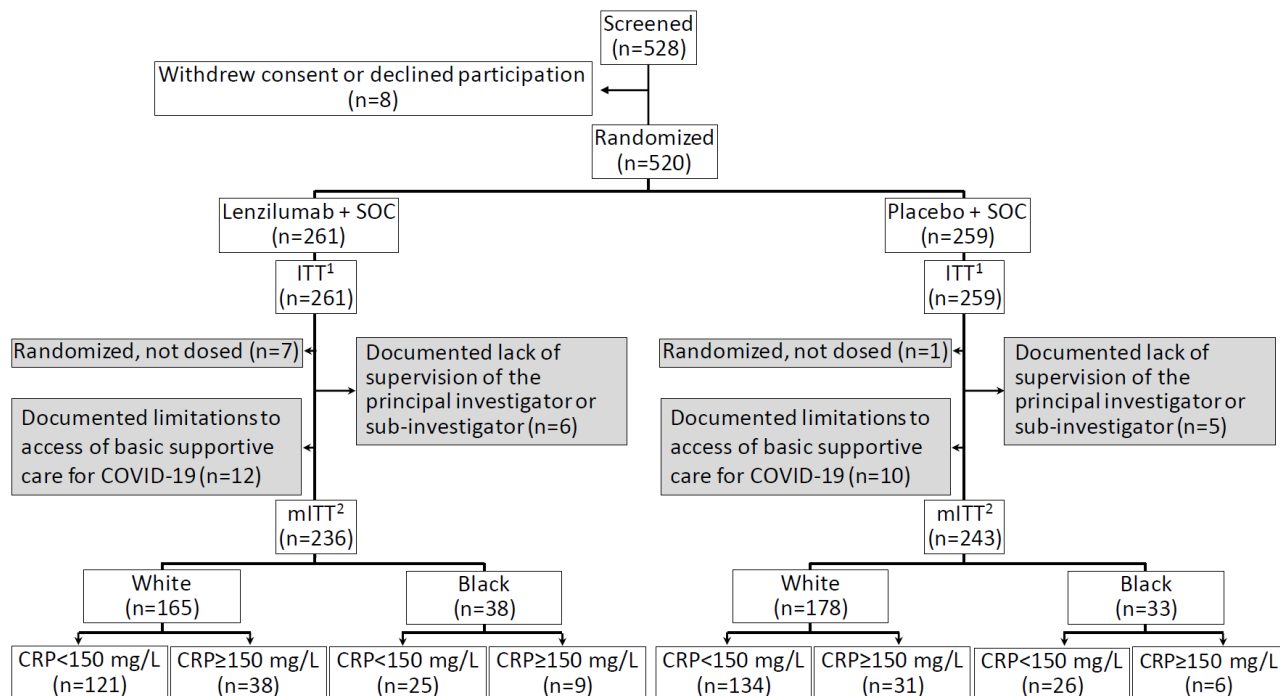 Screened
(n=528)
Withdrew consent or declined participation
(n=8)
Randomized
(n=520)
Lenzilumab + SOC
(n=261)
Placebo + SOC
(n=259)
ITT¹
(n=261)
ITT¹
(n=259)
Randomized, not dosed (n=7)
Documented lack of
supervision of the
principal investigator or
sub-investigator (n=6)
Documented limitations to
access of basic supportive
care for COVID-19 (n=12)
Randomized, not dosed (n=1)
Documented lack of
supervision of the
principal investigator or
sub-investigator (n=5)
Documented limitations to
access of basic supportive
care for COVID-19 (n=10)
mITT²
(n=236)
mITT²
(n=243)
White
(n=165)
Black
(n=38)
White
(n=178)
Black
(n=33)
CRP<150 mg/L
(n=121)
CRP≥150 mg/L
(n=38)
CRP<150 mg/L
(n=25)
CRP≥150 mg/L
(n=9)
CRP<150 mg/L
(n=134)
CRP≥150 mg/L
(n=31)
CRP<150 mg/L
(n=26)
CRP≥150 mg/L
(n=6)